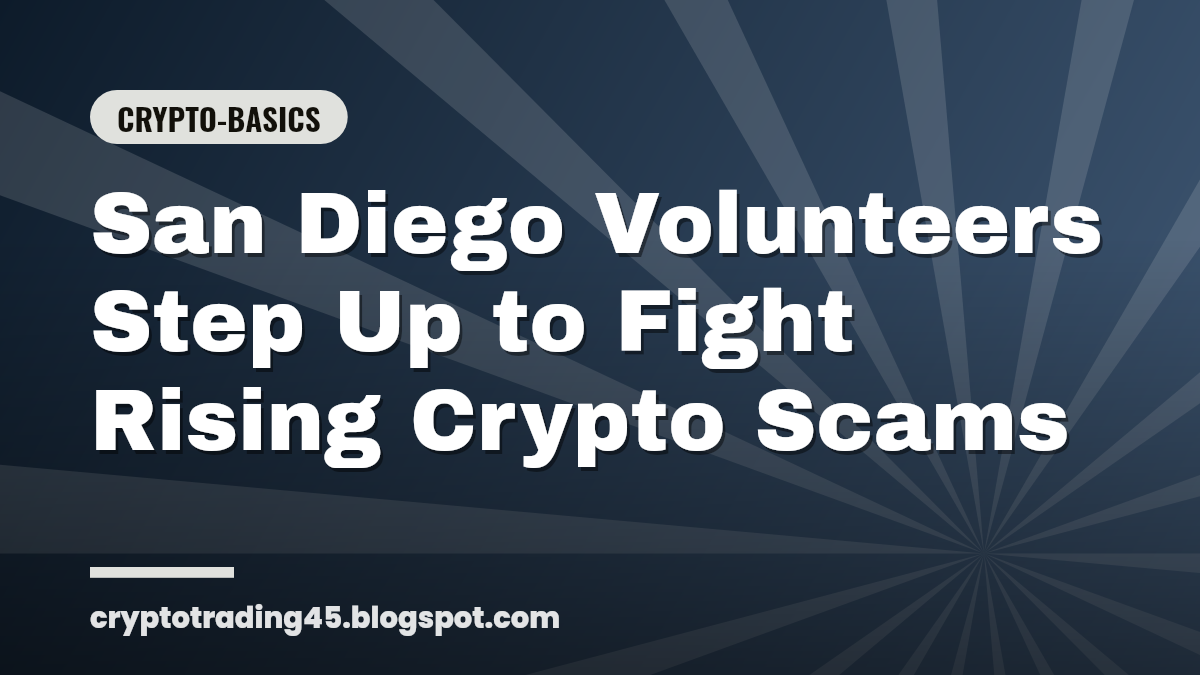 CRYPTO-BASICS
San Diego Volunteers
Step Up to Fight
Rising Crypto Scams
cryptotrading45.blogspot.com